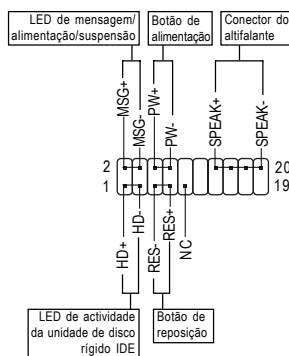 LED de mensagem/
alimentação/suspensão
Botão de
alimentação
Conector do
altifalante
MSG+
MSG-
PW+
PW-
SPEAK+
SPEAK-
2
20
1
19
HD+
HD-
RES-
RES+
NC
LED de actividade
da unidade de disco
rígido IDE
Botão de
reposição